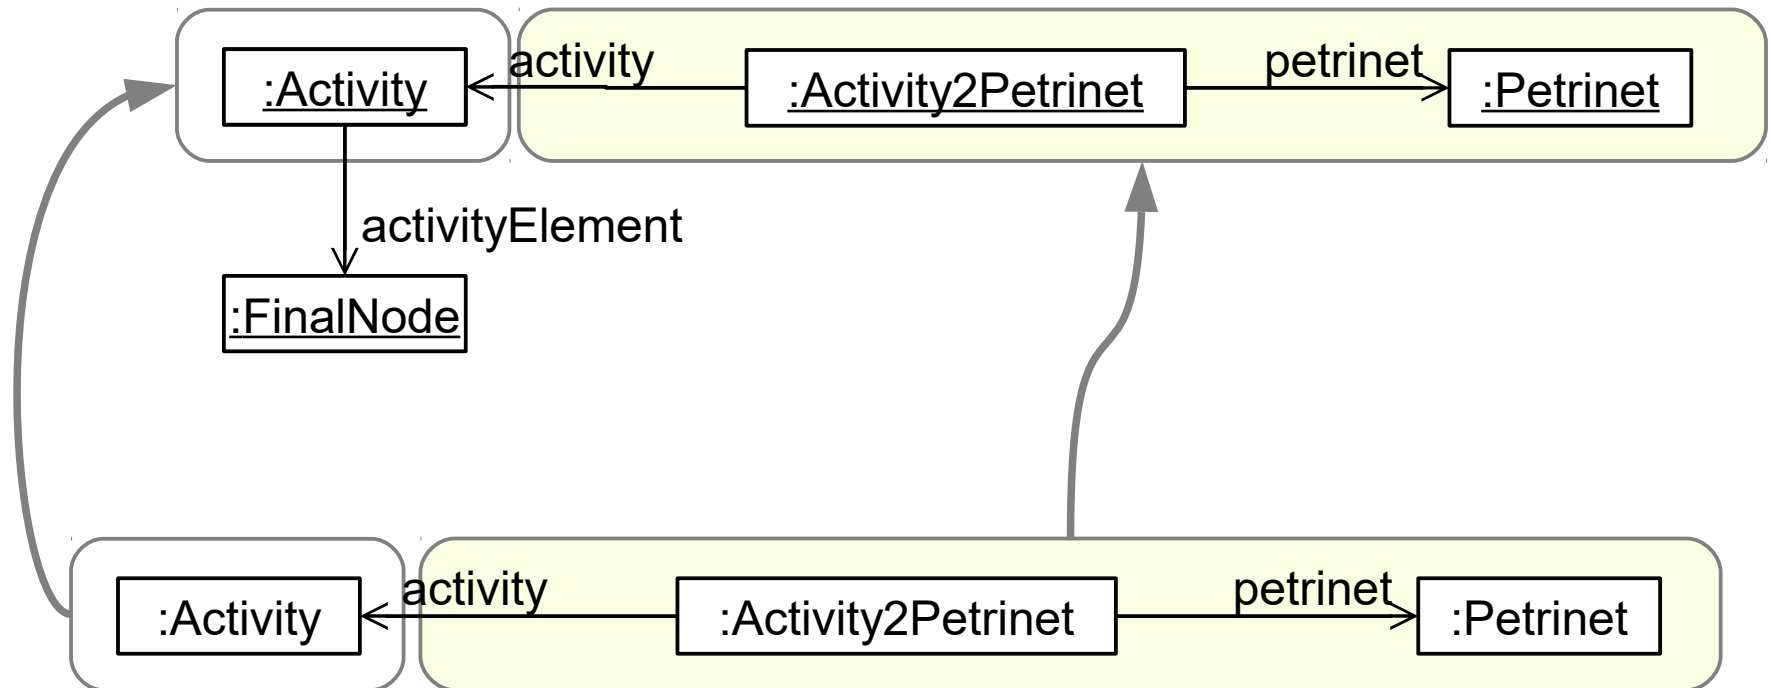 activity
petrinet
:Activity
:Activity2Petrinet
:Petrinet
activityElement
:FinalNode
activity
petrinet
:Activity
:Activity2Petrinet
:Petrinet